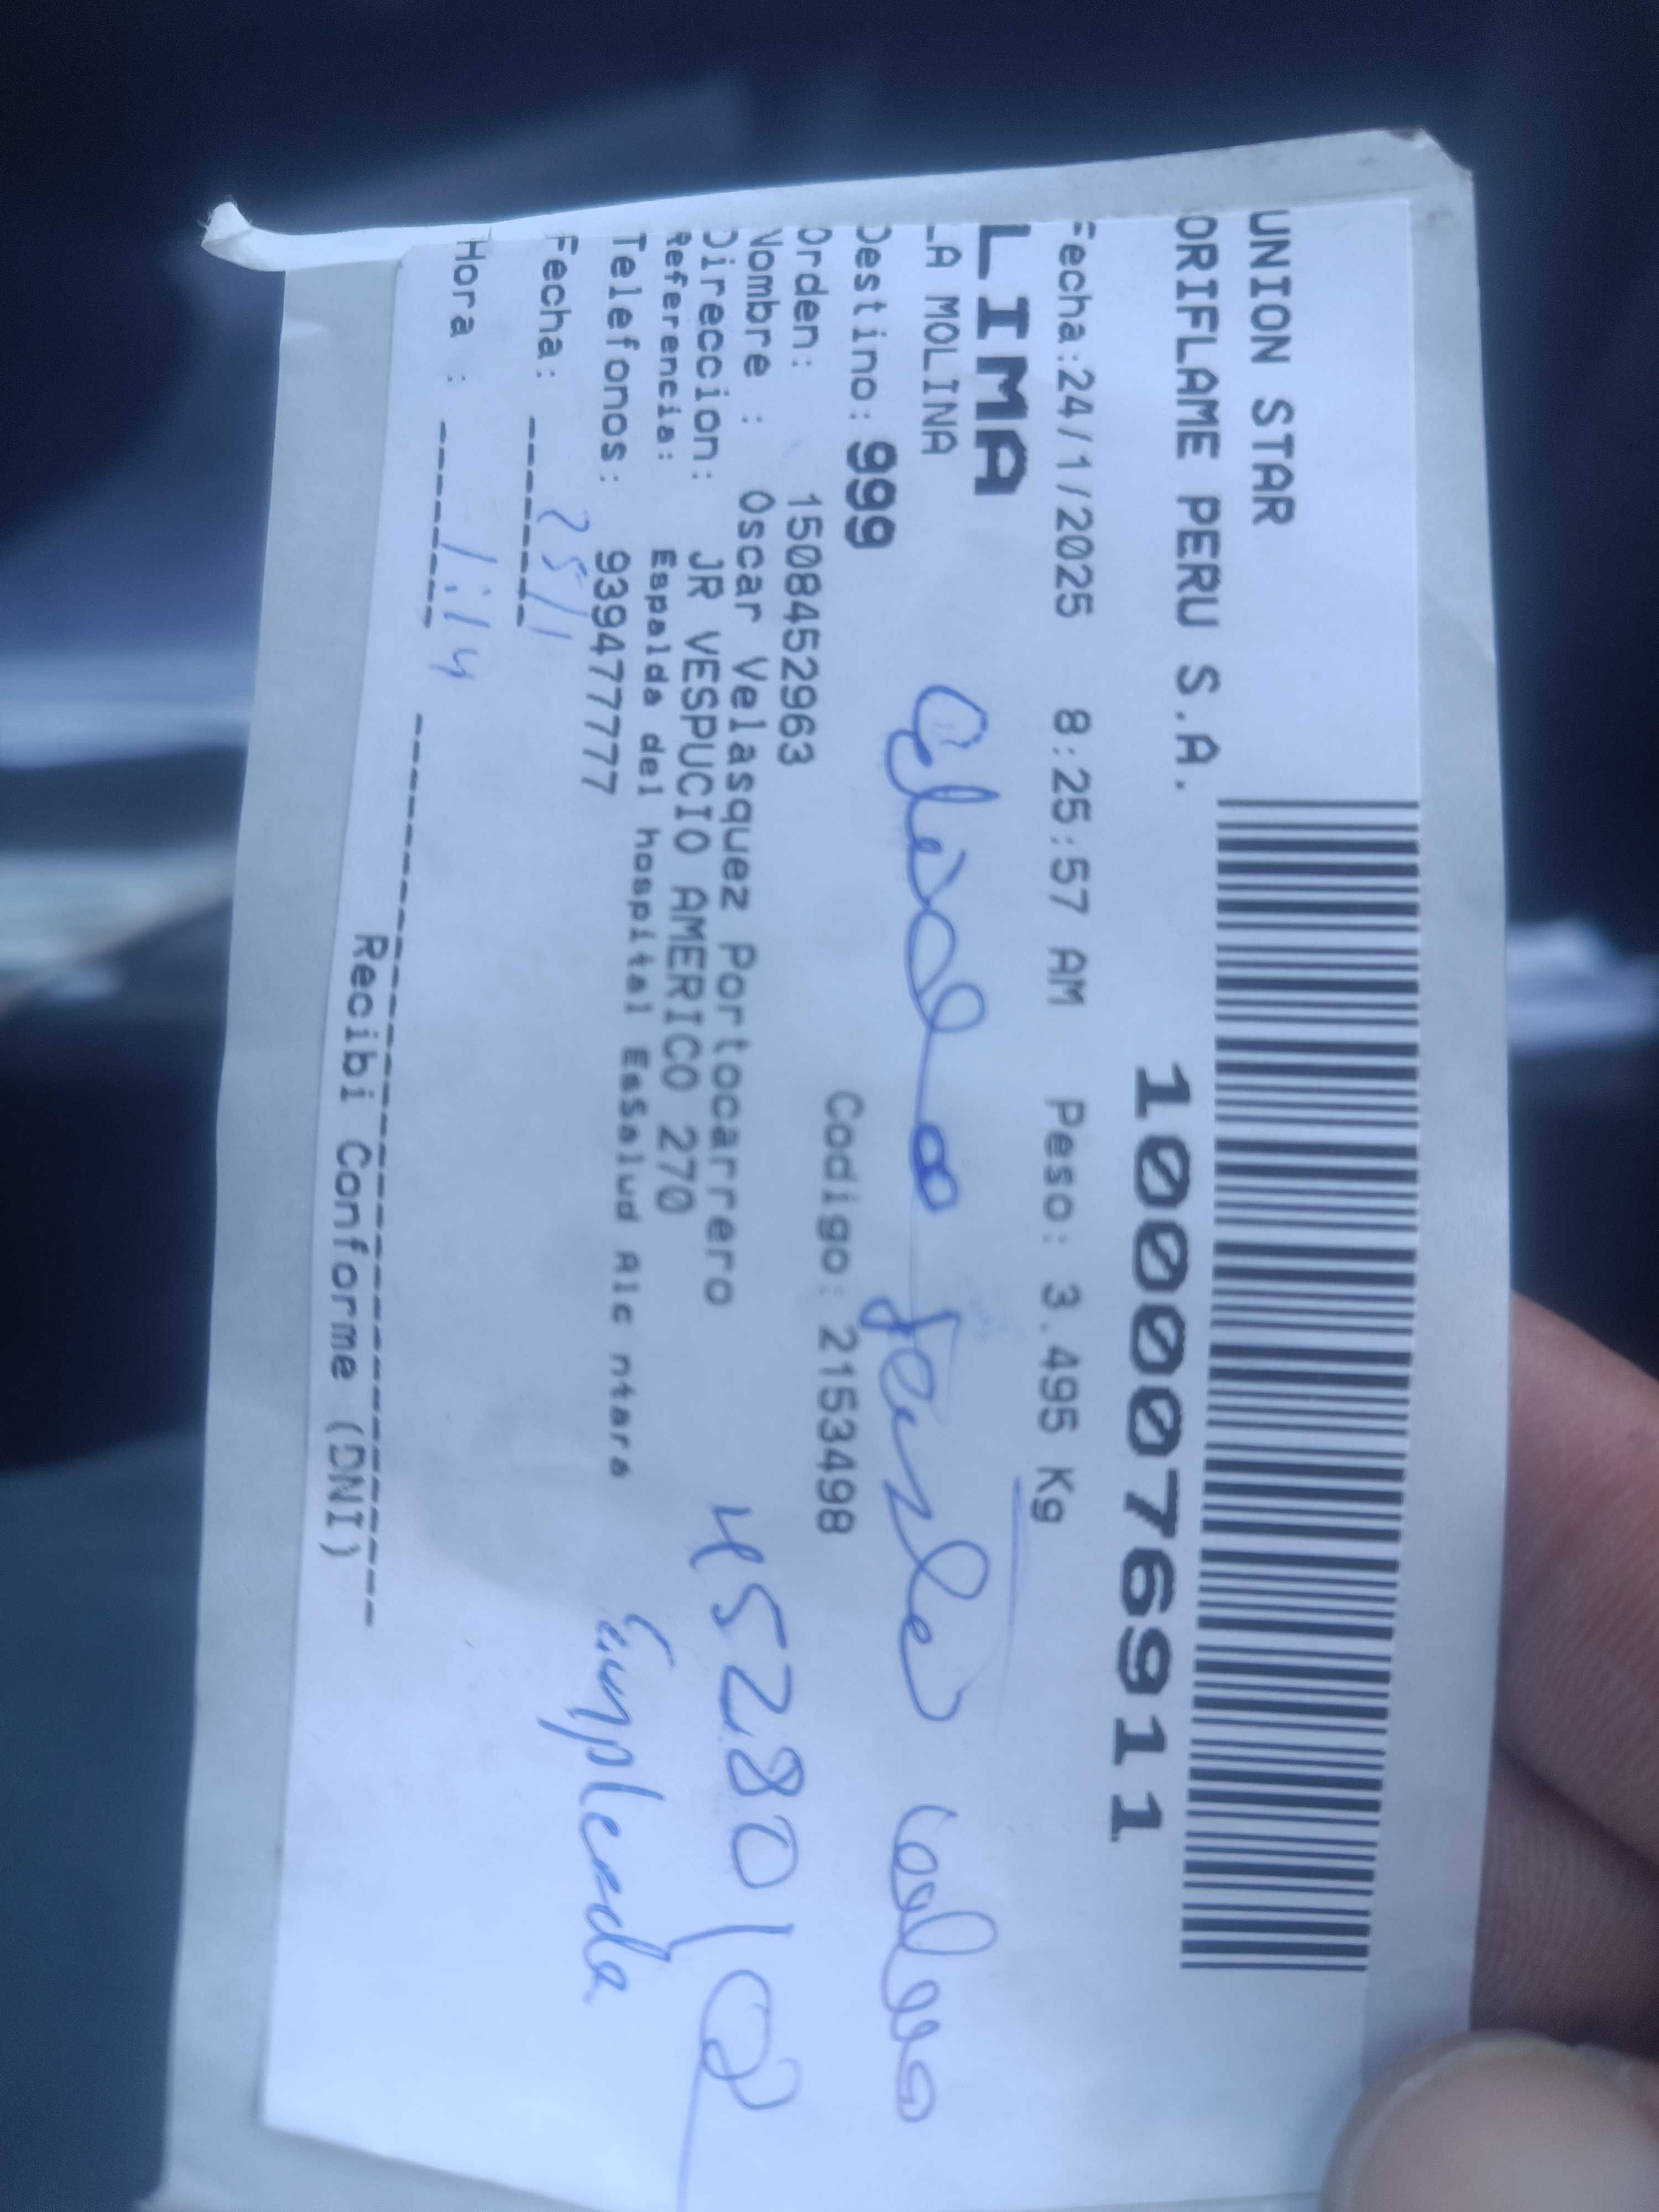 UNION STAR
ORIFLAME PERU S.A.
1000076911
Fecha:24/1/2025 8:25:57 AM Peso: 3.495 Kg
LIMA
LA MOLINA
Destino: 999 Codigo: 2153498
Orden: 1508452963
Nombre : Oscar Velasquez Portocarrero
Direccion: JR VESPUCIO AMERICO 270
Referencia: Espalda del hospital EsSalud Alc ntara
Telefonos: 939477777
Empleada
Fecha: 25/1
Hora : 1:14
Recibi Conforme (DNI)